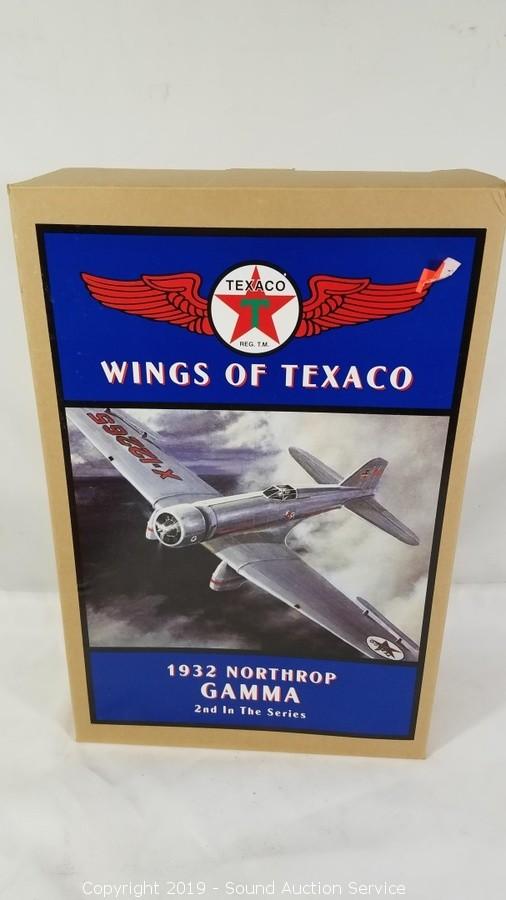 TEXACO
T
REG. T.M.
WINGS OF TEXACO
X-12265
1932 NORTHROP
GAMMA
2nd In The Series
Copyright 2019 - Sound Auction Service